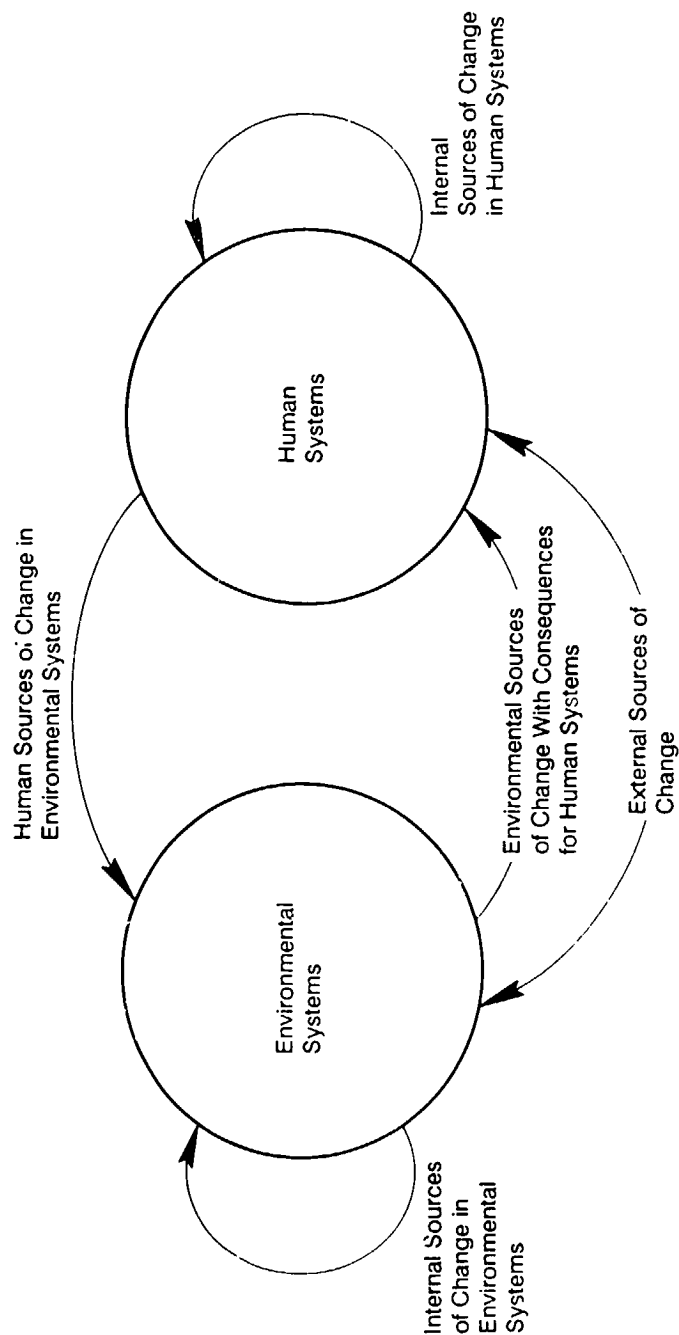 Human Sources of Change in
Environmental Systems
Environmental
Systems
Human
Systems
Internal Sources
of Change in
Environmental
Systems
Environmental Sources
of Change With Consequences
for Human Systems
Internal
Sources of Change
in Human Systems
External Sources of
Change